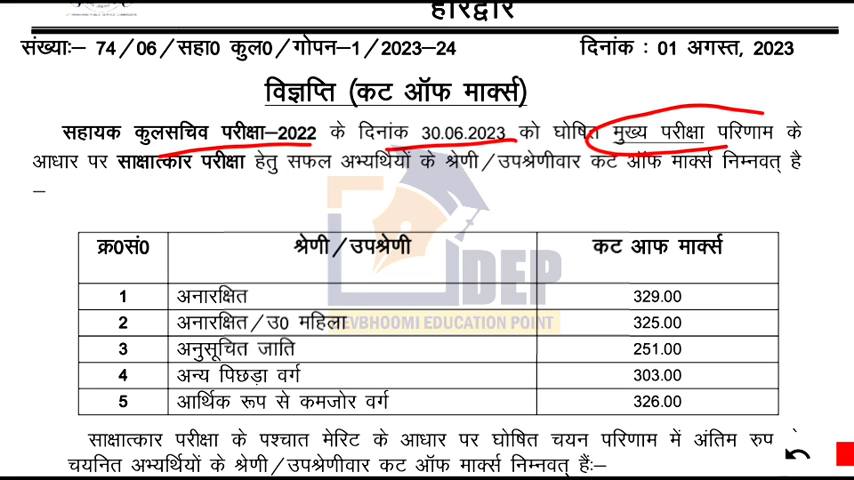 हरिद्वार
संख्याः– 74/06/सहा0 कुल0/गोपन–1/2023–24 दिनांक : 01 अगस्त, 2023
विज्ञप्ति (कट ऑफ मार्क्स)
सहायक कुलसचिव परीक्षा–2022 के दिनांक 30.06.2023 को घोषित मुख्य परीक्षा परिणाम के
आधार पर साक्षात्कार परीक्षा हेतु सफल अभ्यर्थियों के श्रेणी/उपश्रेणीवार कट ऑफ मार्क्स निम्नवत् है
–
क्र0सं0 श्रेणी/उपश्रेणी कट आफ मार्क्स
1 अनारक्षित 329.00
2 अनारक्षित/उ0 महिला 325.00
3 अनुसूचित जाति 251.00
4 अन्य पिछड़ा वर्ग 303.00
5 आर्थिक रूप से कमजोर वर्ग 326.00
DEP
DEVBHOOMI EDUCATION POINT
साक्षात्कार परीक्षा के पश्चात मेरिट के आधार पर घोषित चयन परिणाम में अंतिम रुप
चयनित अभ्यर्थियों के श्रेणी/उपश्रेणीवार कट ऑफ मार्क्स निम्नवत् हैंः–